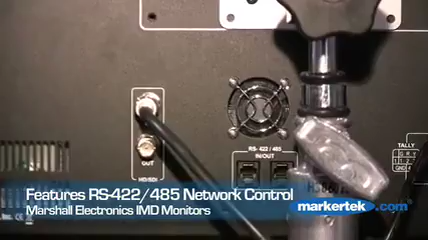 OUT
HD/SDI
RS- 422 / 485
IN/OUT
TALLY
G R
GND
Features RS-422/485 Network Control
Marshall Electronics IMD Monitors
markertek.com